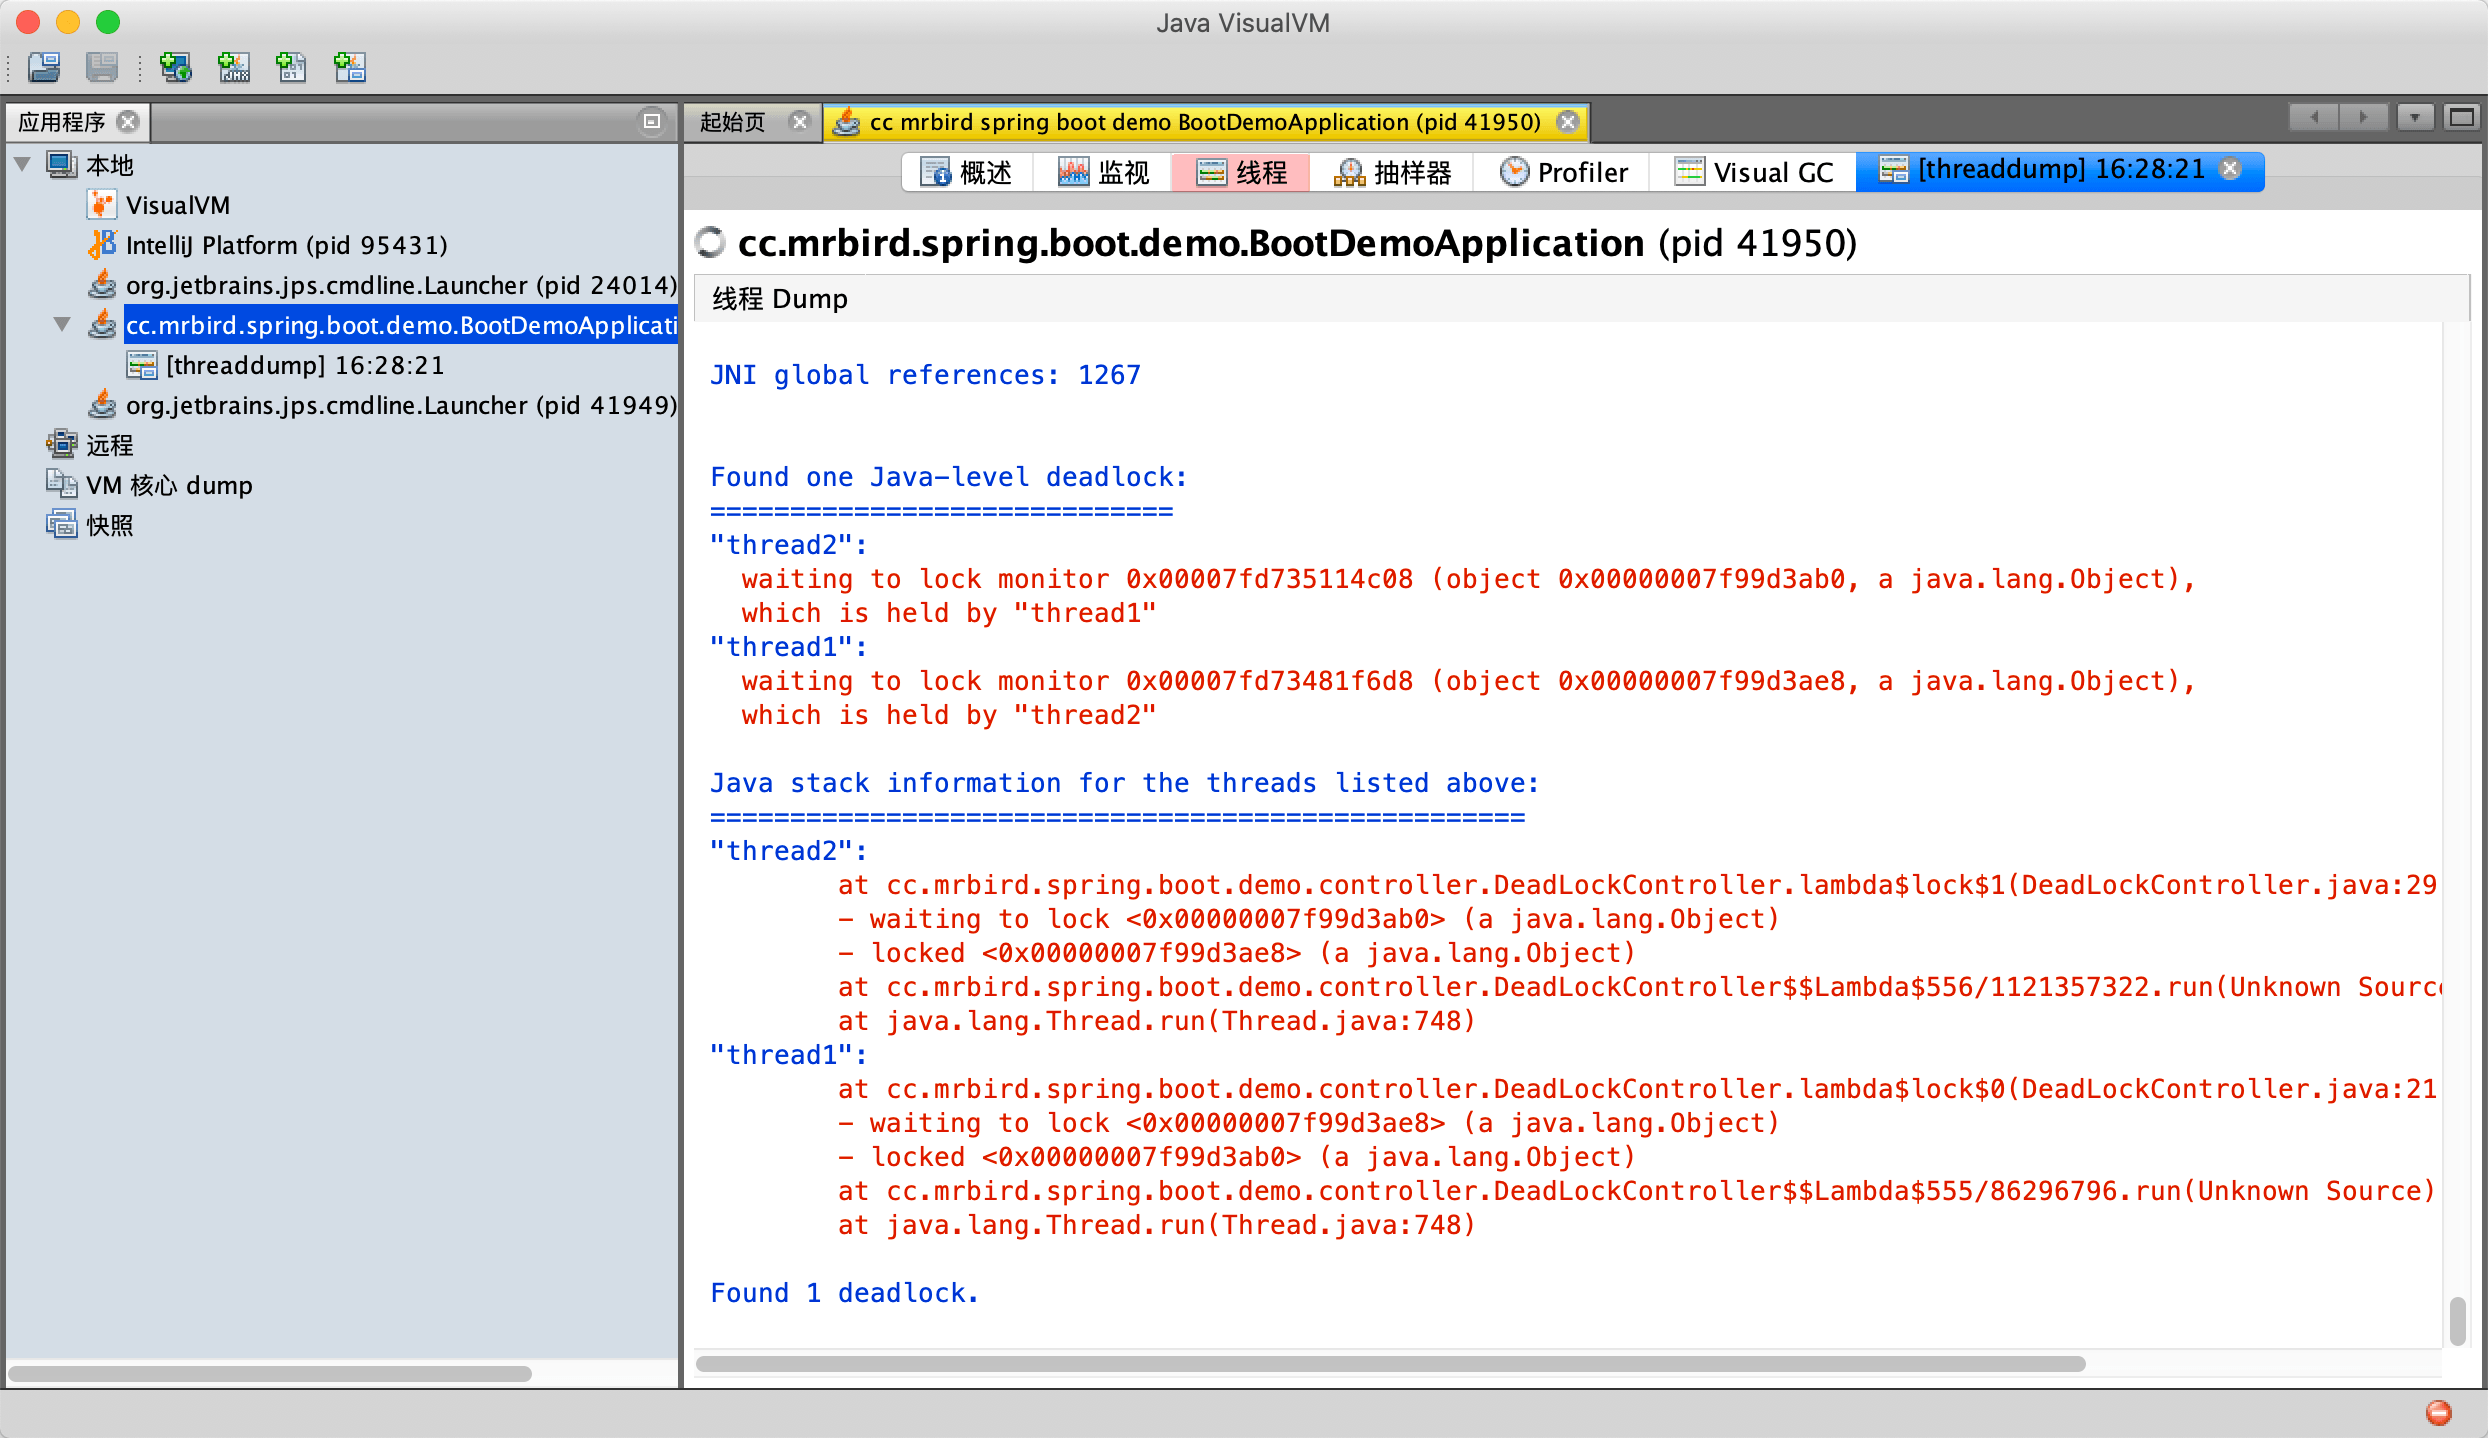 Java VisualVM
应用程序
起始页
cc mrbird spring boot demo BootDemoApplication (pid 41950)
本地
VisualVM
IntelliJ Platform (pid 95431)
org.jetbrains.jps.cmdline.Launcher (pid 24014)
cc.mrbird.spring.boot.demo.BootDemoApplicati
[threaddump] 16:28:21
org.jetbrains.jps.cmdline.Launcher (pid 41949)
远程
VM 核心 dump
快照
概述 监视 线程 抽样器 Profiler Visual GC [threaddump] 16:28:21
cc.mrbird.spring.boot.demo.BootDemoApplication (pid 41950)
线程 Dump
JNI global references: 1267
Found one Java-level deadlock:
=============================
"thread2":
waiting to lock monitor 0x00007fd735114c08 (object 0x00000007f99d3ab0, a java.lang.Object),
which is held by "thread1"
"thread1":
waiting to lock monitor 0x00007fd73481f6d8 (object 0x00000007f99d3ae8, a java.lang.Object),
which is held by "thread2"
Java stack information for the threads listed above:
===================================================
"thread2":
at cc.mrbird.spring.boot.demo.controller.DeadLockController.lambda$lock$1(DeadLockController.java:29
- waiting to lock <0x00000007f99d3ab0> (a java.lang.Object)
- locked <0x00000007f99d3ae8> (a java.lang.Object)
at cc.mrbird.spring.boot.demo.controller.DeadLockController$$Lambda$556/1121357322.run(Unknown Sourc
at java.lang.Thread.run(Thread.java:748)
"thread1":
at cc.mrbird.spring.boot.demo.controller.DeadLockController.lambda$lock$0(DeadLockController.java:21
- waiting to lock <0x00000007f99d3ae8> (a java.lang.Object)
- locked <0x00000007f99d3ab0> (a java.lang.Object)
at cc.mrbird.spring.boot.demo.controller.DeadLockController$$Lambda$555/86296796.run(Unknown Source)
at java.lang.Thread.run(Thread.java:748)
Found 1 deadlock.